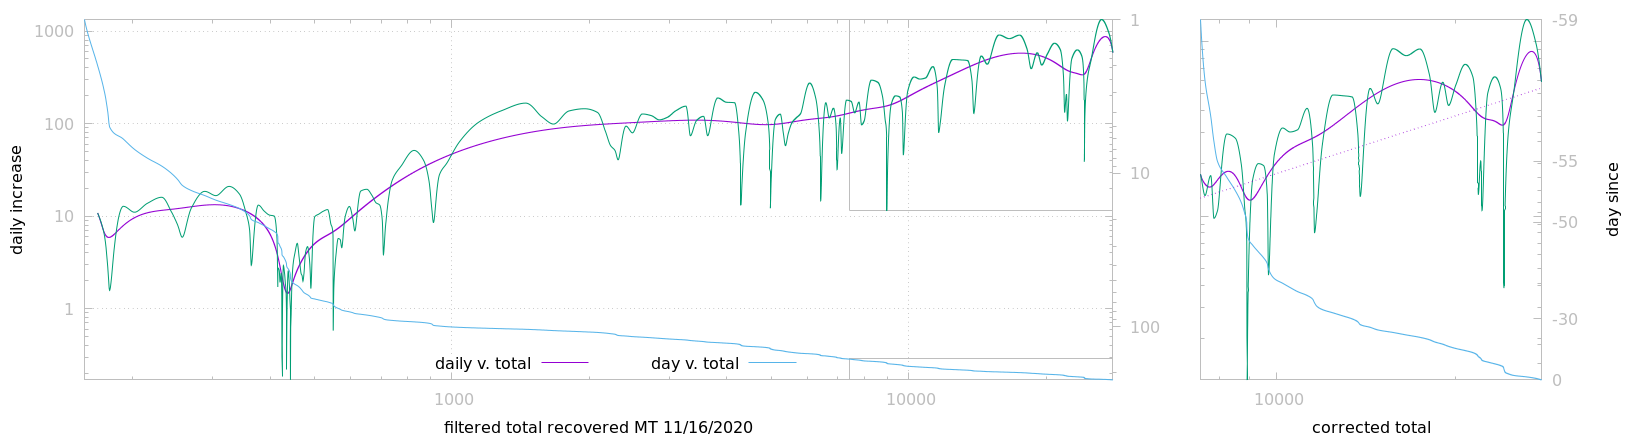 1000
100
10
1
daily increase
1000
10000
1
10
100
daily v. total
day v. total
filtered total recovered MT 11/16/2020
10000
-59
-55
-50
-30
0
day since
corrected total